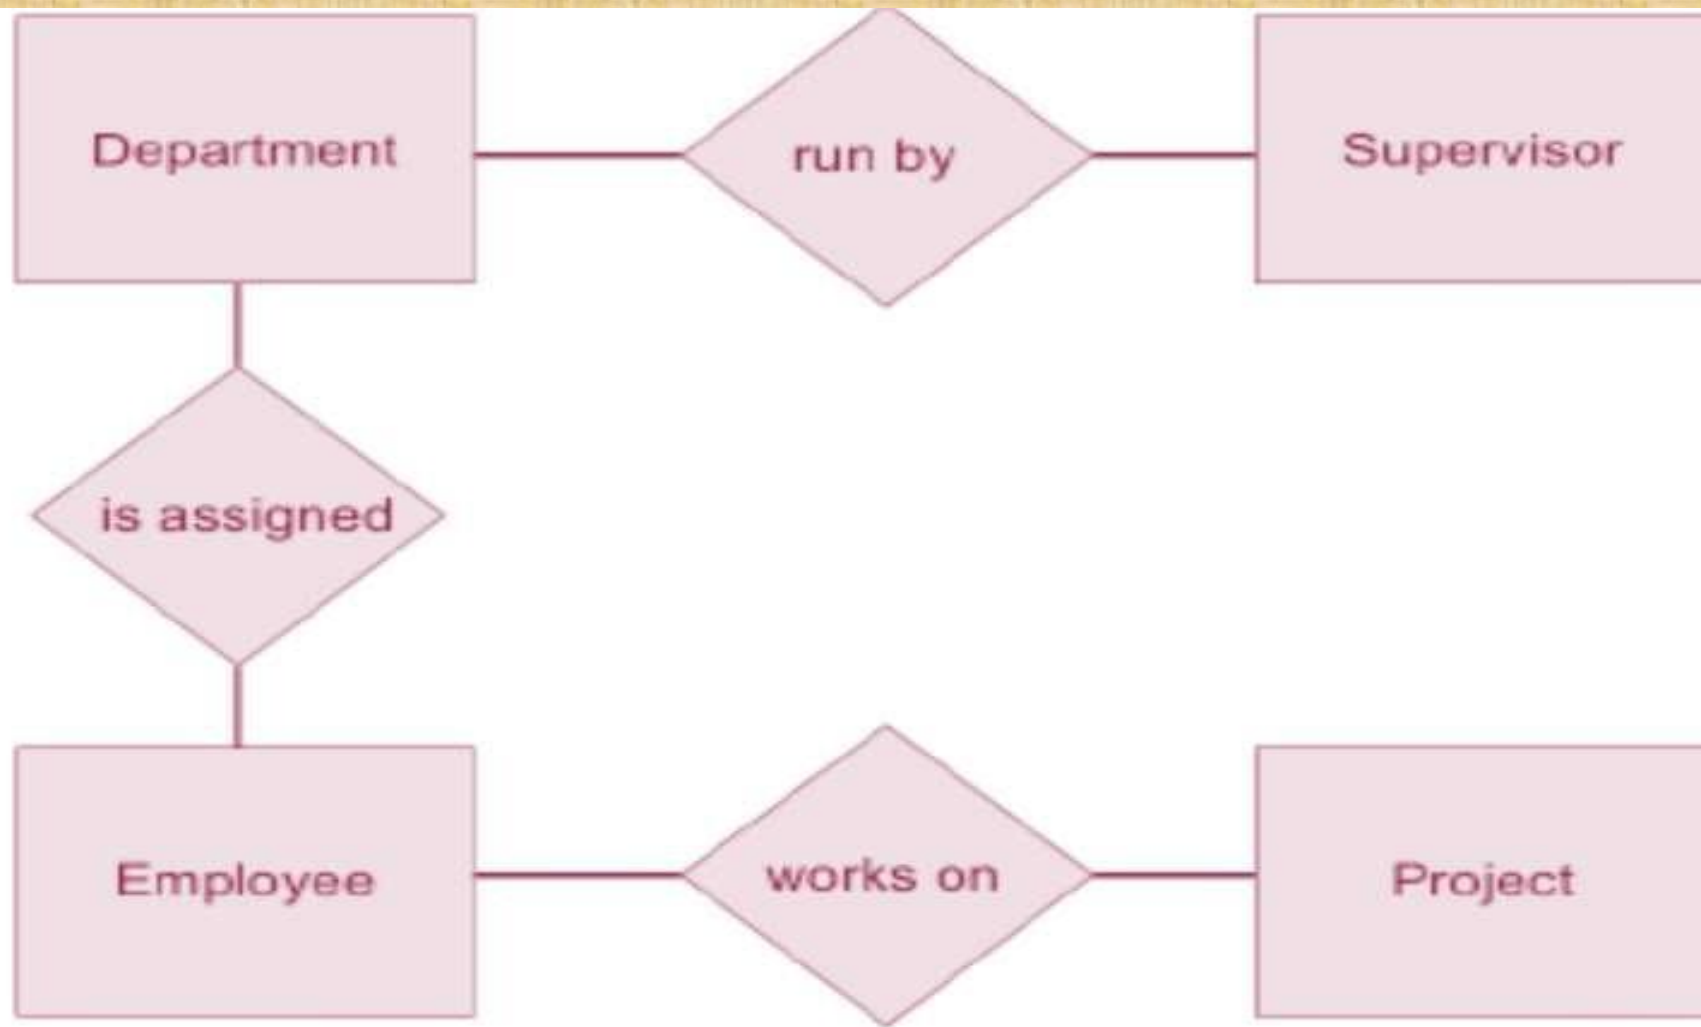 Department
run by
Supervisor
is assigned
Employee
works on
Project